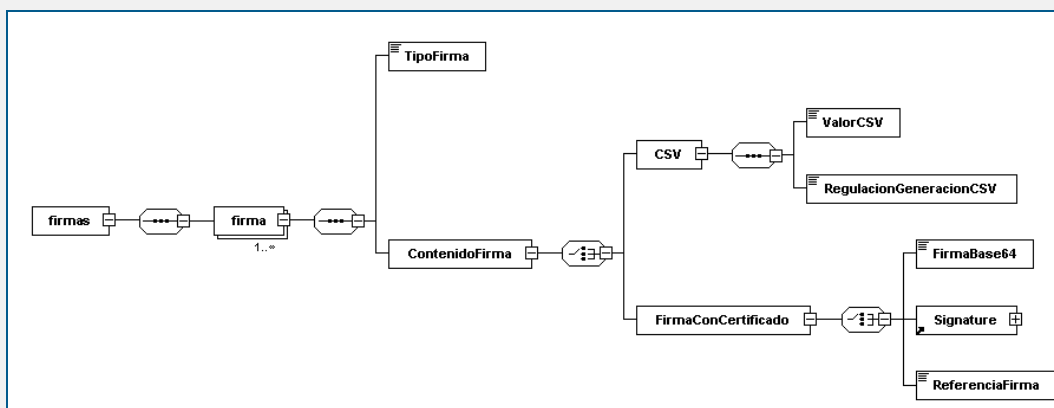 TipoFirma
ValorCSV
CSV
RegulacionGeneracionCSV
firmas
firma
1..∞
ContenidoFirma
FirmaBase64
FirmaConCertificado
Signature
ReferenciaFirma